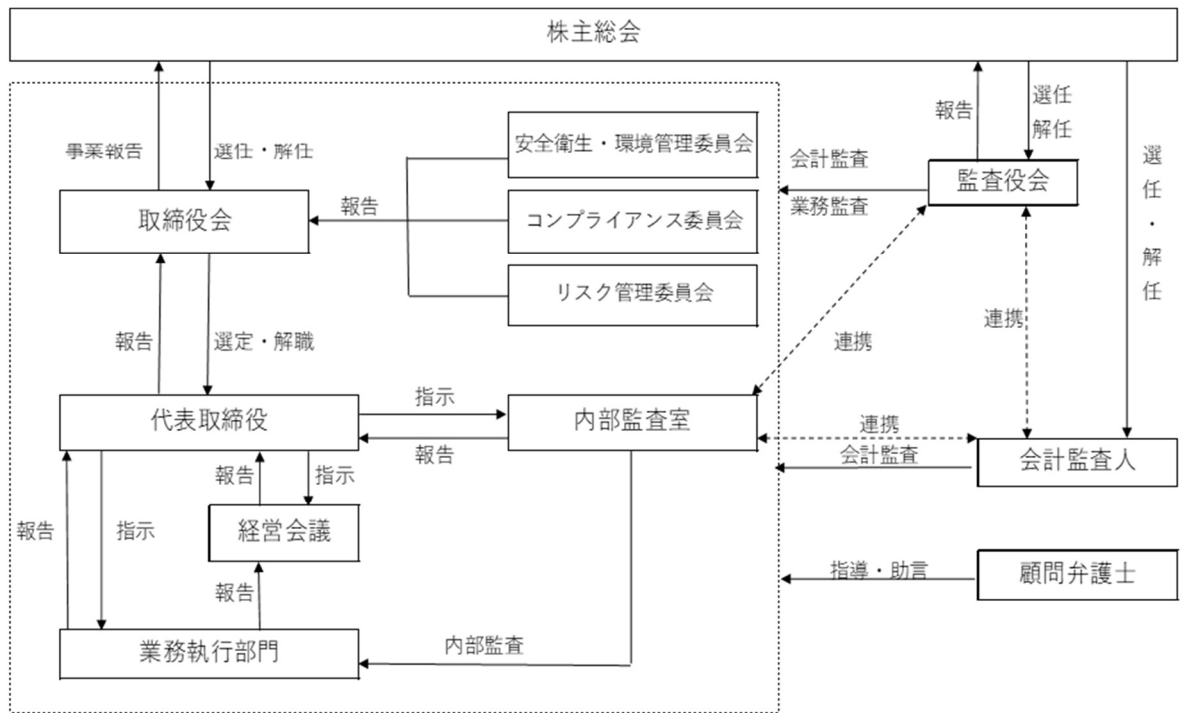 株主総会
事業報告
選任・解任
報告
選任
解任
選任・解任
安全衛生・環境管理委員会
コンプライアンス委員会
リスク管理委員会
報告
取締役会
会計監査
業務監査
監査役会
報告
選定・解職
連携
連携
代表取締役
指示
報告
内部監査室
連携
会計監査
会計監査人
報告
指示
報告
指示
経営会議
報告
指導・助言
顧問弁護士
業務執行部門
内部監査